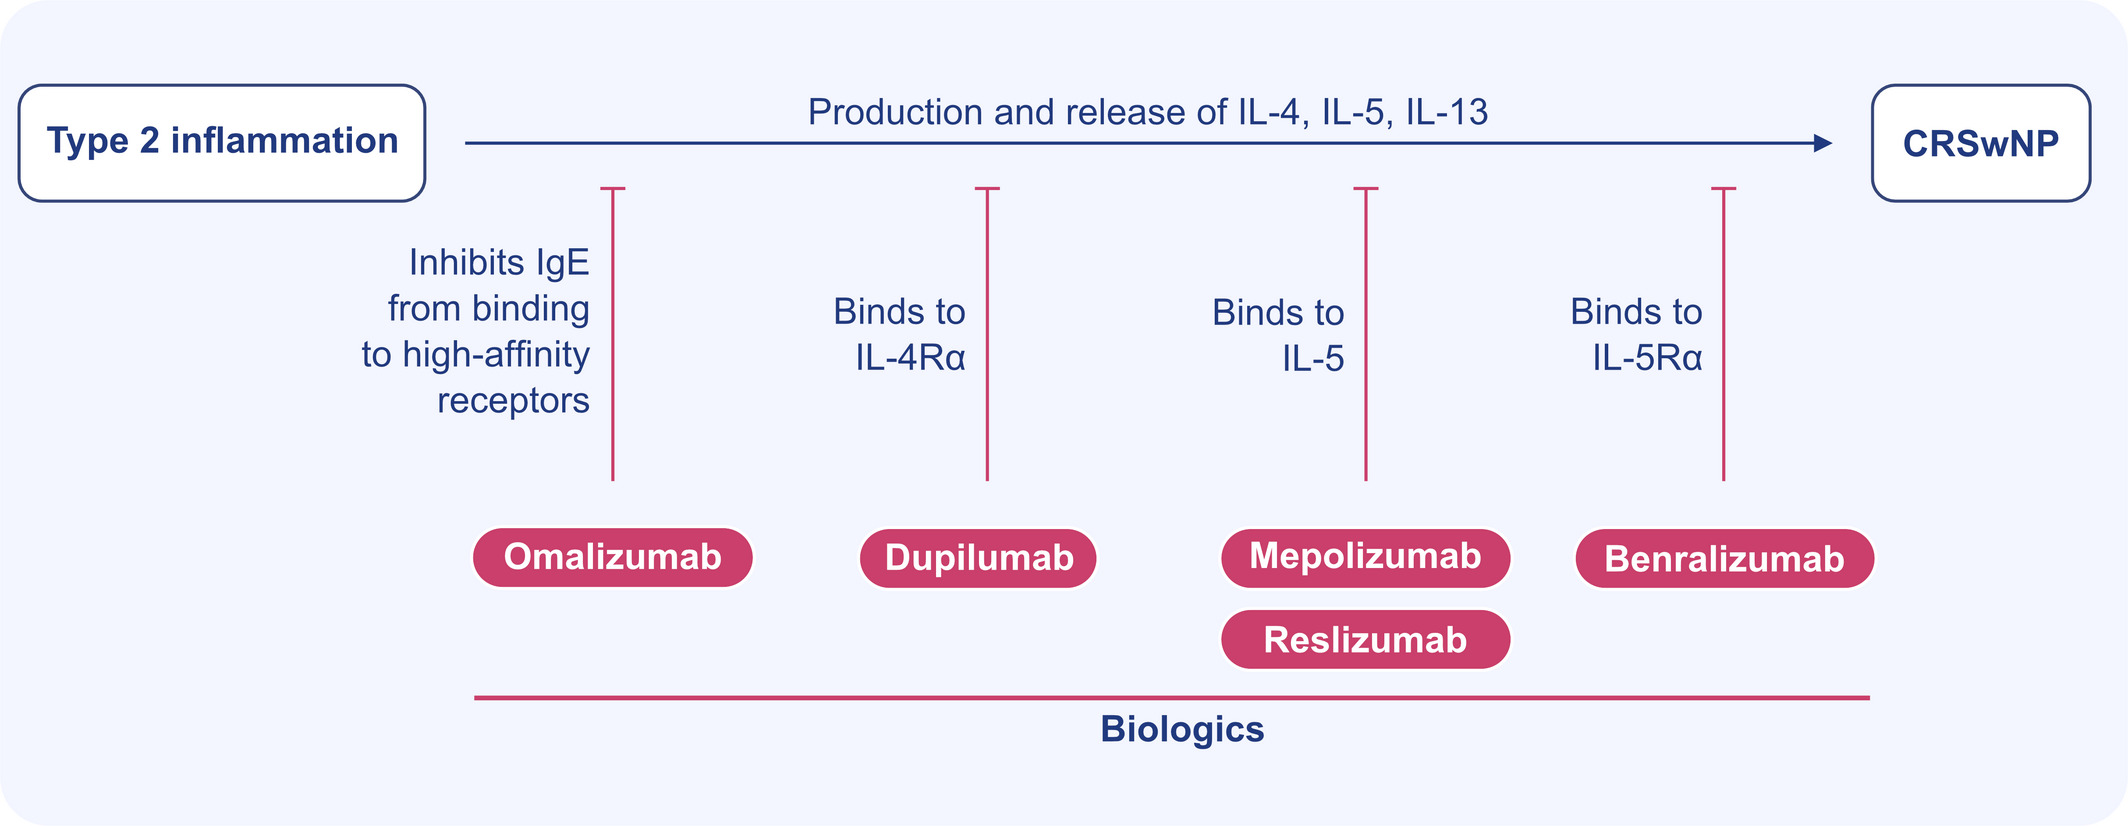 Type 2 inflammation
Production and release of IL-4, IL-5, IL-13
CRSwNP
Inhibits IgE
from binding
to high-affinity
receptors
Binds to
IL-4Rα
Binds to
IL-5
Binds to
IL-5Rα
Omalizumab
Dupilumab
Mepolizumab
Reslizumab
Benralizumab
Biologics